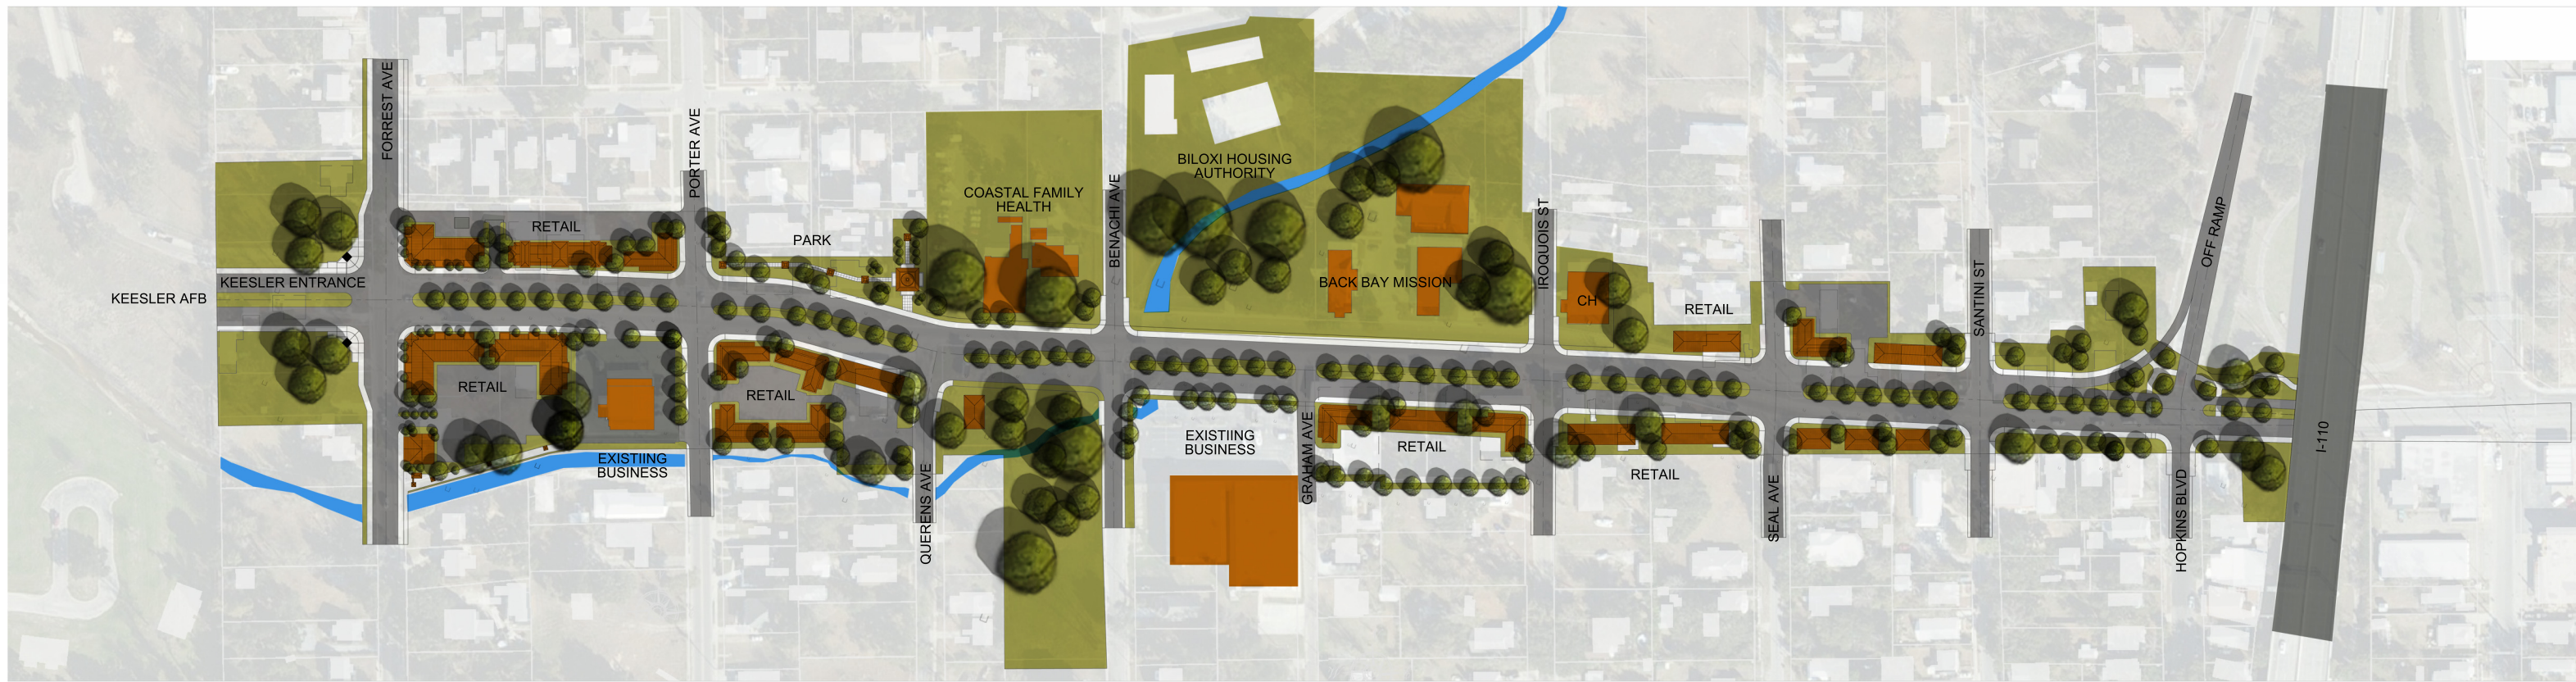 KEESLER AFB
KEESLER ENTRANCE
FORREST AVE
RETAIL
RETAIL
EXISTIING
BUSINESS
PORTER AVE
PARK
RETAIL
QUERENS AVE
COASTAL FAMILY
HEALTH
BENACHI AVE
BILOXI HOUSING
AUTHORITY
BACK BAY MISSION
EXISTIING
BUSINESS
GRAHAM AVE
RETAIL
IROQUOIS ST
CH
RETAIL
RETAIL
SEAL AVE
SANTINI ST
HOPKINS BLVD
OFF RAMP
I-110